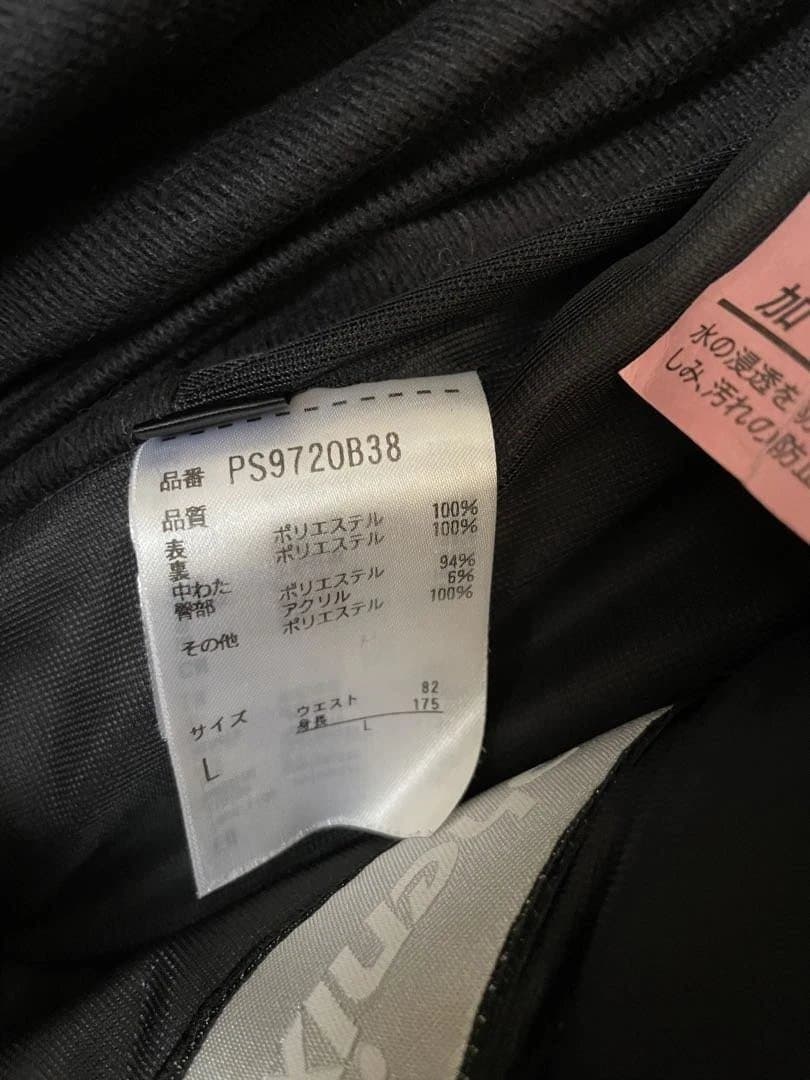 品番 PS9720B38
品質
表 ポリエステル 100%
裏 ポリエステル 100%
中わた
臀部 ポリエステル 94%
アクリル 6%
その他 ポリエステル 100%
サイズ ウエスト 82
身長 175
L L
加
水の浸透を
しみ、汚れの防止